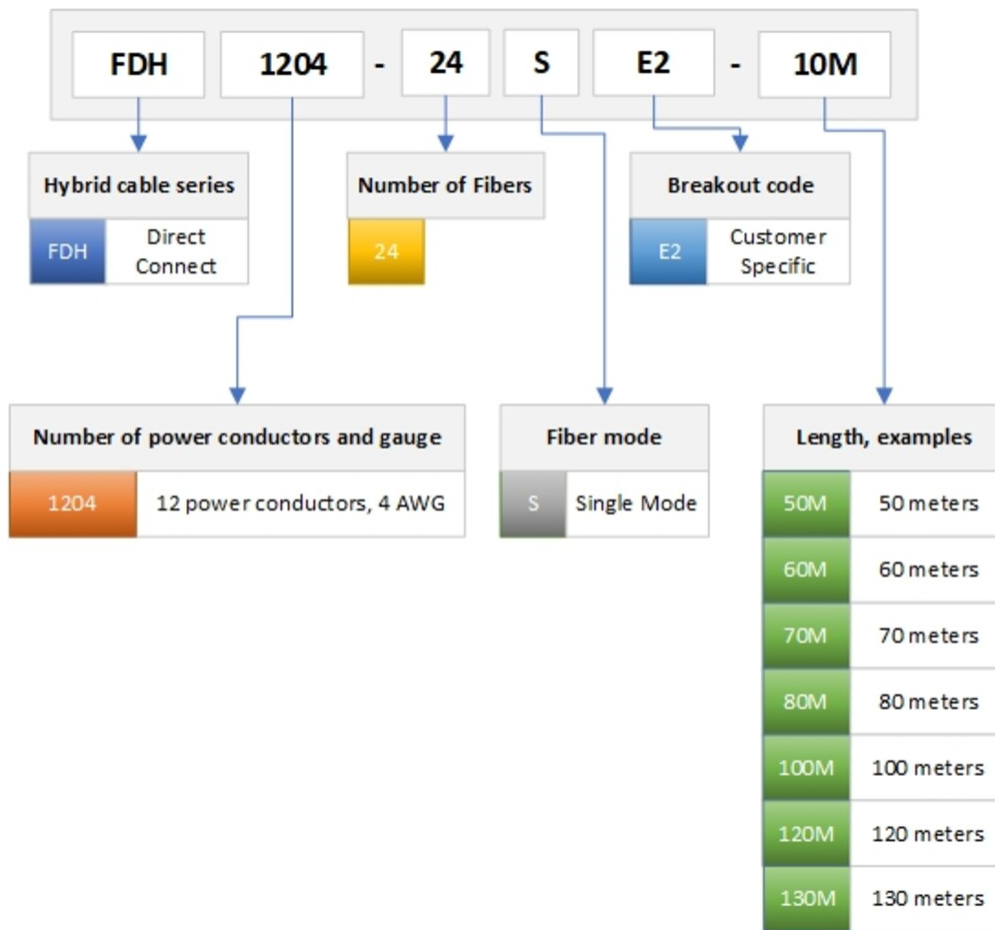 FDH 1204 - 24 S E2 - 10M
Hybrid cable series
FDH
Direct
Connect
Number of Fibers
24
Breakout code
E2
Customer
Specific
Number of power conductors and gauge
1204 12 power conductors, 4 AWG
Fiber mode
S Single Mode
Length, examples
50M 50 meters
60M 60 meters
70M 70 meters
80M 80 meters
100M 100 meters
120M 120 meters
130M 130 meters